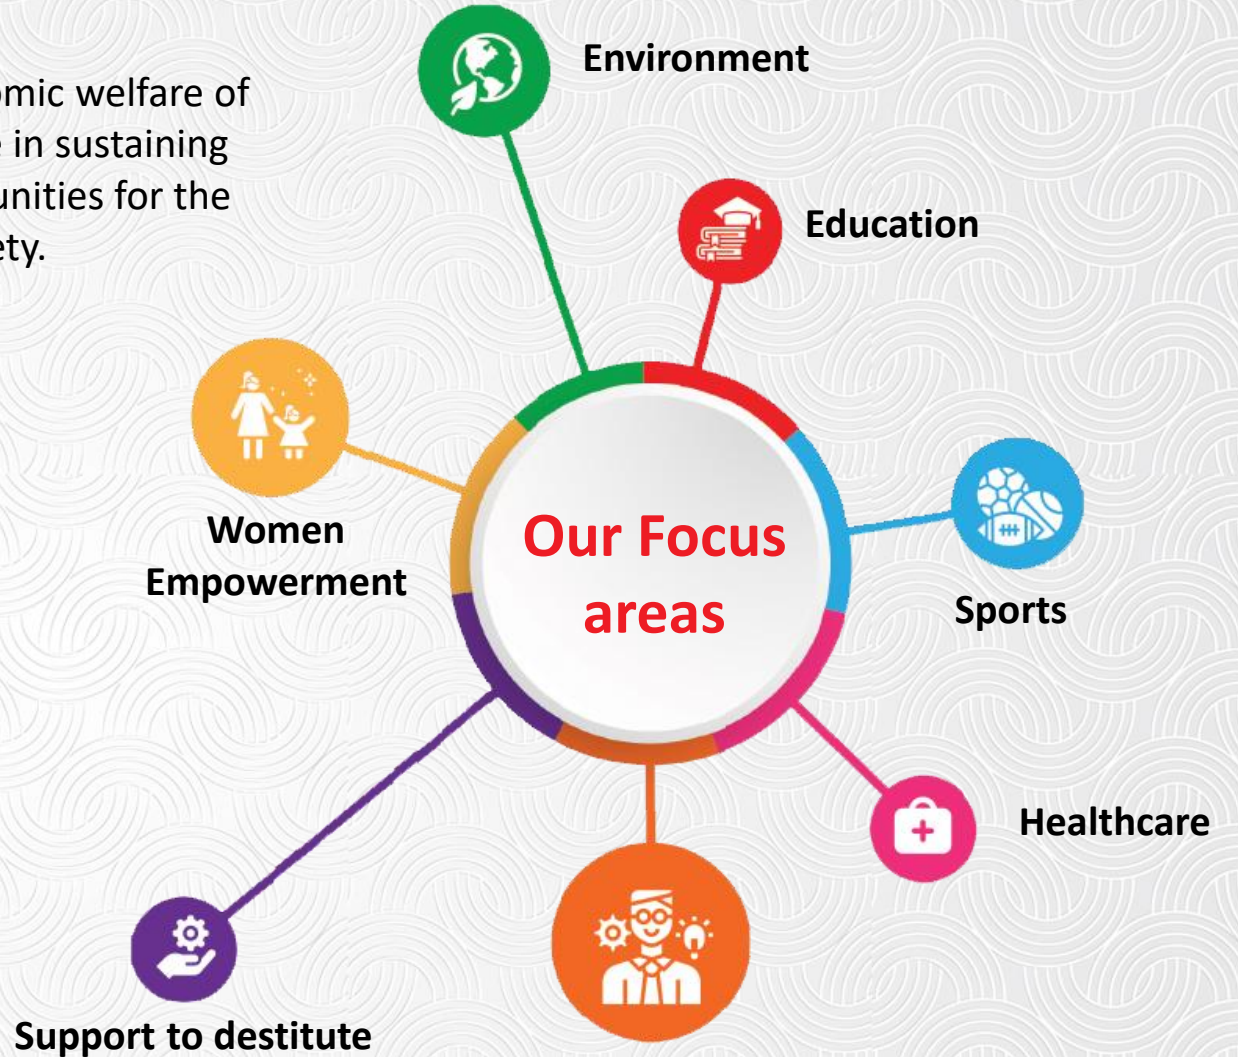 omic welfare of
in sustaining
unities for the
ety.
Environment
Education
Women
Empowerment
Our Focus
areas
Sports
Healthcare
Support to destitute